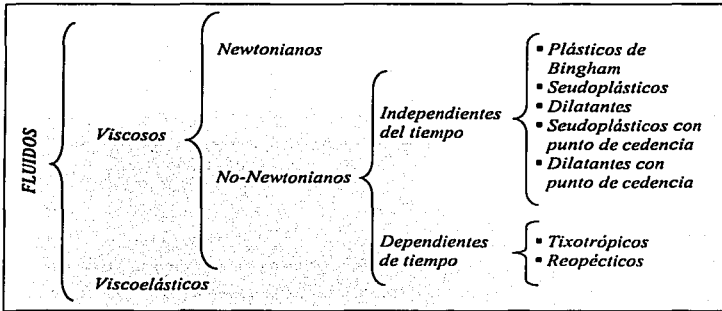 FLUIDOS
Viscosos
Viscoelásticos
Newtonianos
No-Newtonianos
Independientes
del tiempo
Dependientes
de tiempo
▪ Plásticos de
Bingham
▪ Seudoplásticos
▪ Dilatantes
▪ Seudoplásticos con
punto de cedencia
▪ Dilatantes con
punto de cedencia
▪ Tixotrópicos
▪ Reopécticos